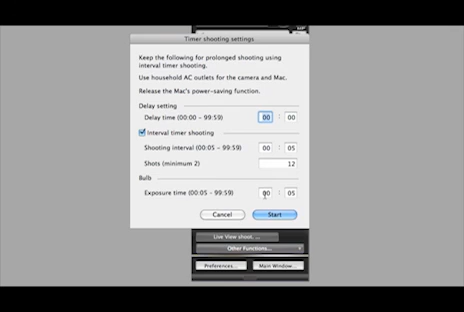 Timer shooting settings
Keep the following for prolonged shooting using
interval timer shooting.
Use household AC outlets for the camera and Mac.
Release the Mac's power-saving function.
Delay setting
Delay time (00:00 - 99:59) 00 : 00
Interval timer shooting
Shooting interval (00:05 - 99:59) 00 : 05
Shots (minimum 2) 12
Bulb
Exposure time (00:05 - 99:59) 00 : 05
Cancel Start
Live View shoot. ...
Other Functions...
Preferences... Main Window...